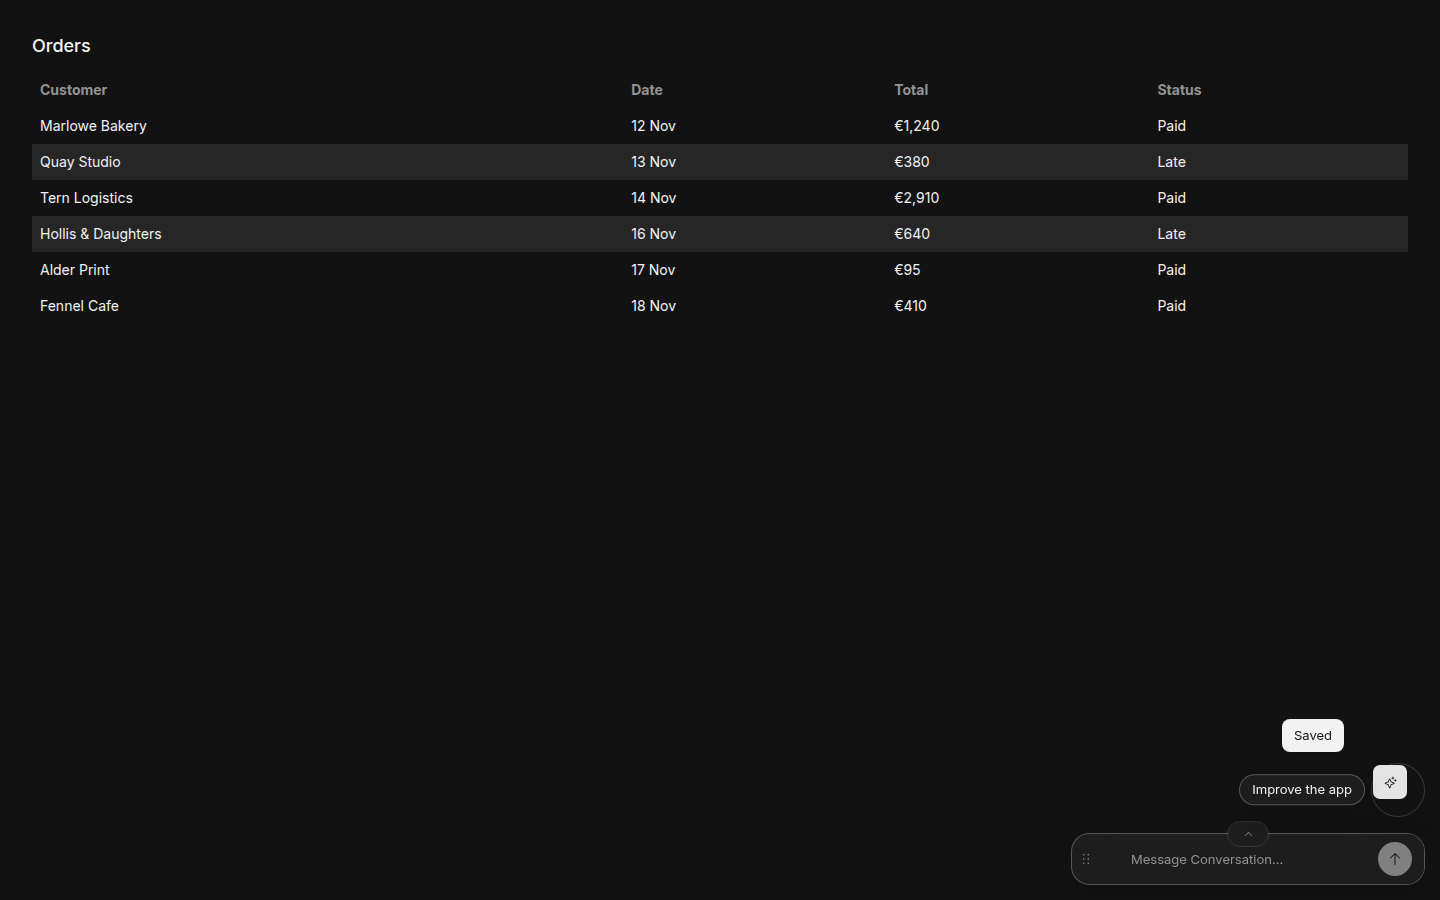 Orders
Customer Date Total Status
Marlowe Bakery 12 Nov €1,240 Paid
Quay Studio 13 Nov €380 Late
Tern Logistics 14 Nov €2,910 Paid
Hollis & Daughters 16 Nov €640 Late
Alder Print 17 Nov €95 Paid
Fennel Cafe 18 Nov €410 Paid
Saved
Improve the app
Message Conversation...